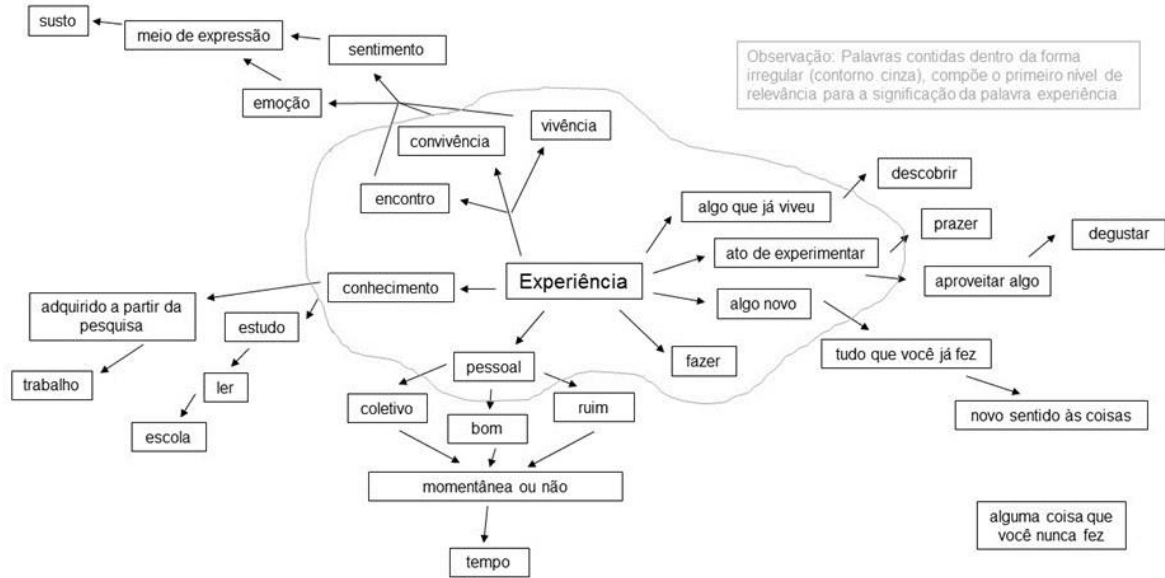 susto
meio de expressão
sentimento
Observação: Palavras contidas dentro da forma
irregular (contorno cinza), compõe o primeiro nível de
relevância para a significação da palavra experiência
emoção
vivência
convivência
descobrir
encontro
algo que já viveu
prazer
degustar
ato de experimentar
Experiência
aproveitar algo
conhecimento
algo novo
adquirido a partir da
pesquisa
estudo
tudo que você já fez
fazer
pessoal
trabalho
ler
coletivo
ruim
novo sentido às coisas
bom
escola
momentânea ou não
alguma coisa que
você nunca fez
tempo